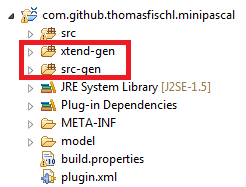 com.github.thomasfischl.minipascal
src
xtend-gen
src-gen
JRE System Library [J2SE-1.5]
Plug-in Dependencies
META-INF
model
build.properties
plugin.xml